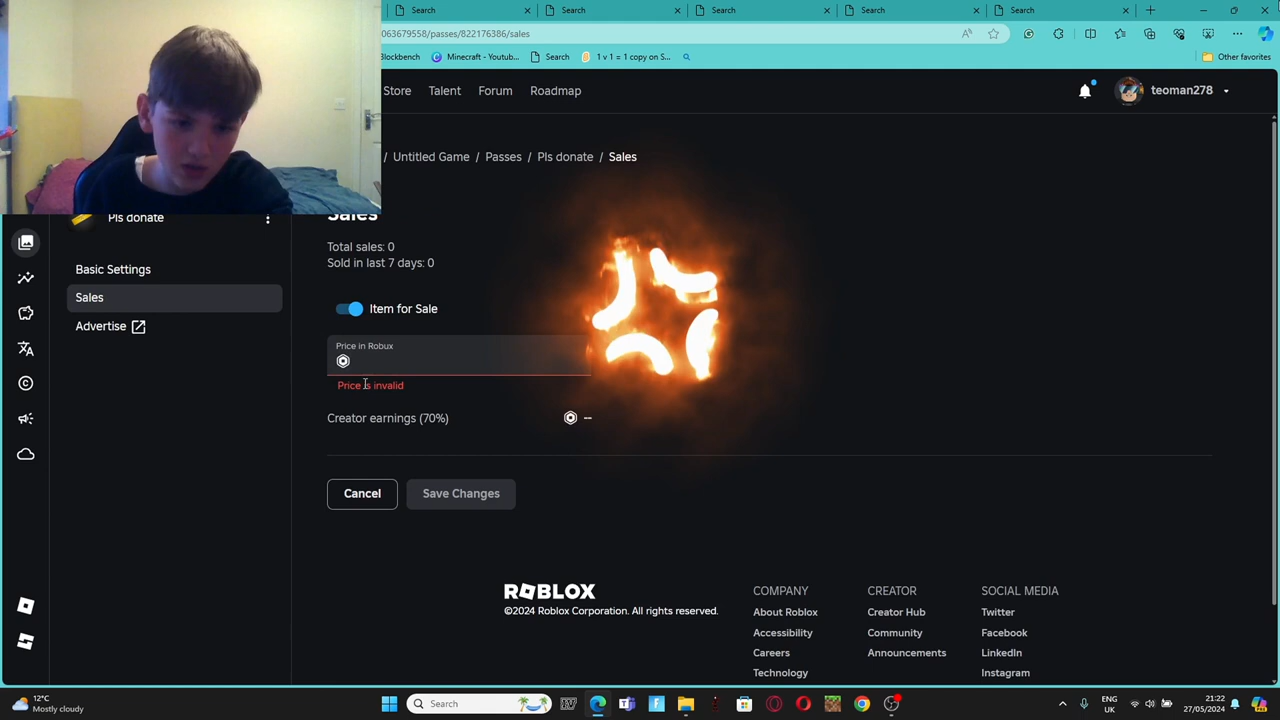 Search
Search
Search
Search
Search
063679558/passes/822176386/sales
Blockbench
Minecraft - Youtub...
Search
1 v 1 = 1 copy on S...
Other favorites
Store
Talent
Forum
Roadmap
teoman278
/ Untitled Game / Passes / Pls donate / Sales
Pls donate
Basic Settings
Sales
Advertise
Sales
Total sales: 0
Sold in last 7 days: 0
Item for Sale
Price in Robux
Price is invalid
Creator earnings (70%)
--
Cancel
Save Changes
ROBLOX
©2024 Roblox Corporation. All rights reserved.
COMPANY
About Roblox
Accessibility
Careers
Technology
CREATOR
Creator Hub
Community
Announcements
SOCIAL MEDIA
Twitter
Facebook
LinkedIn
Instagram
12°C
Mostly cloudy
Search
ENG
UK
21:22
27/05/2024